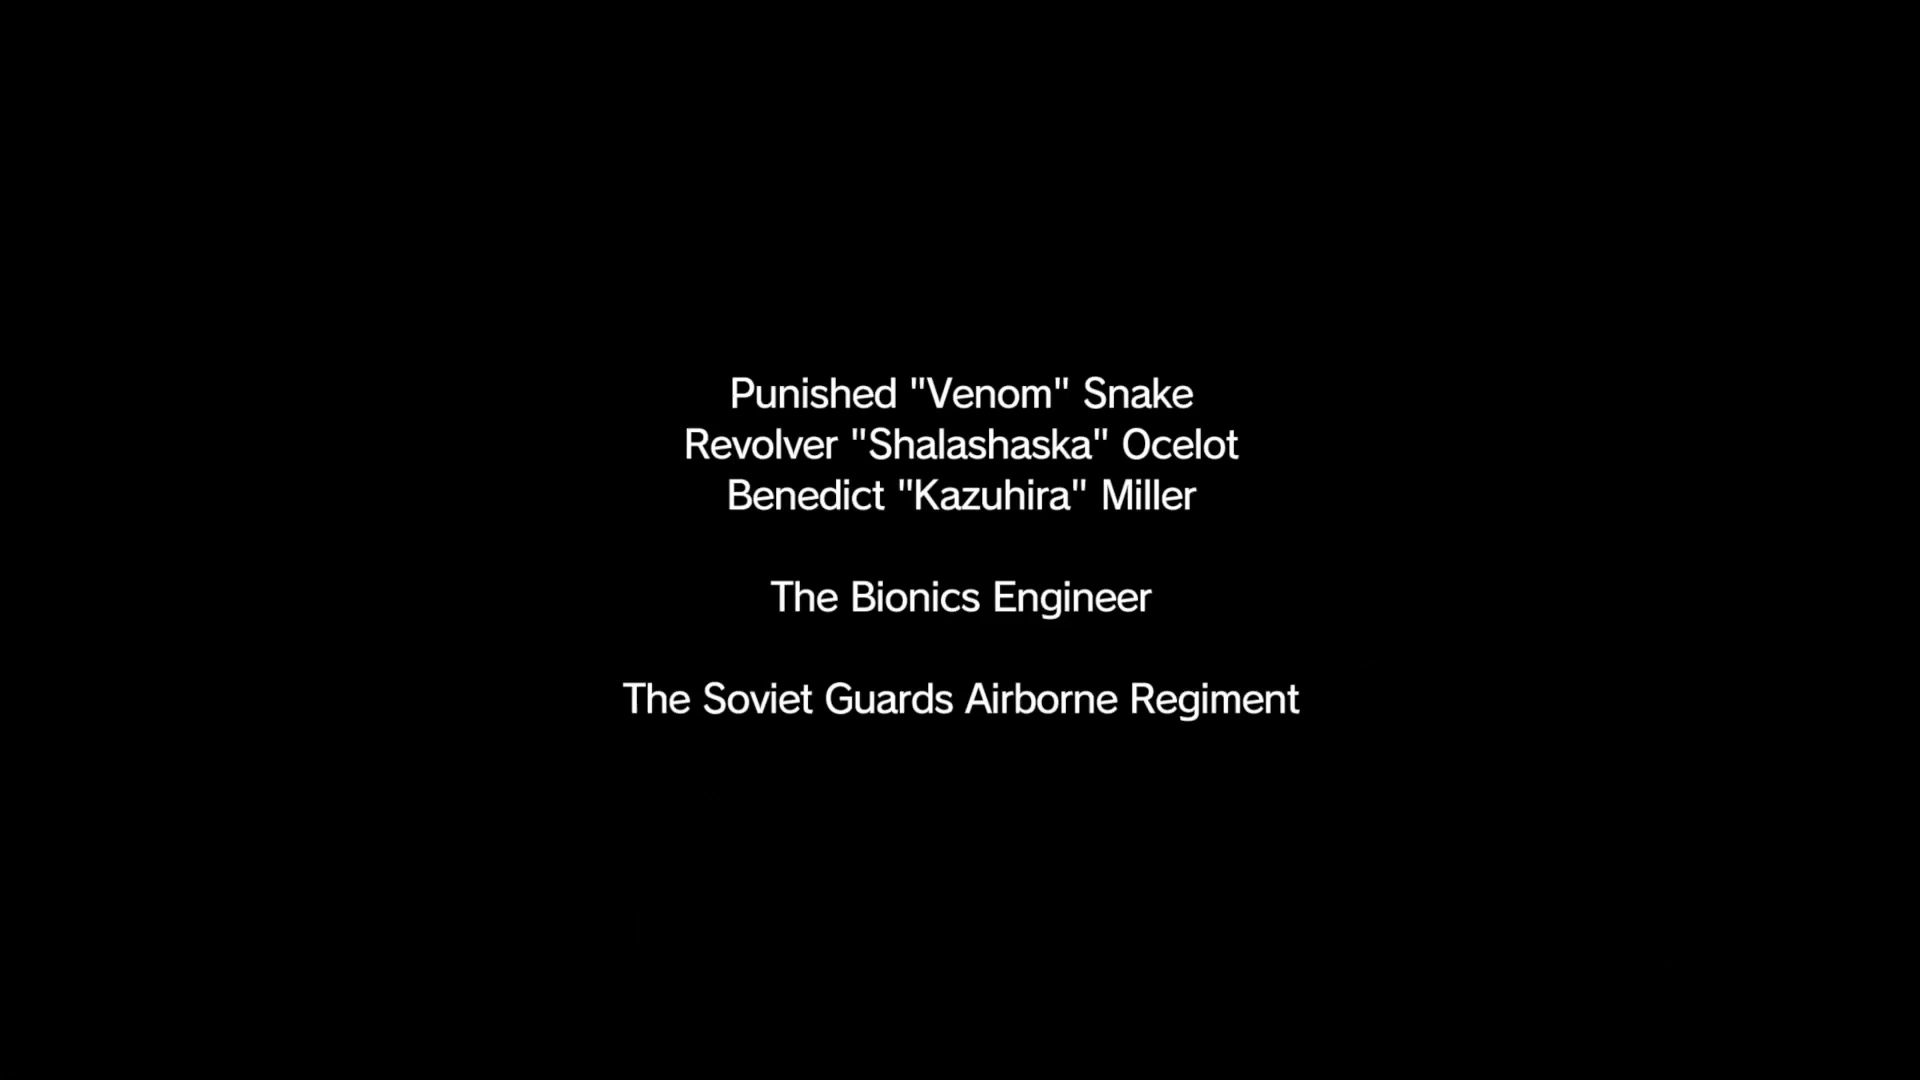 Punished "Venom" Snake
Revolver "Shalashaska" Ocelot
Benedict "Kazuhira" Miller
The Bionics Engineer
The Soviet Guards Airborne Regiment